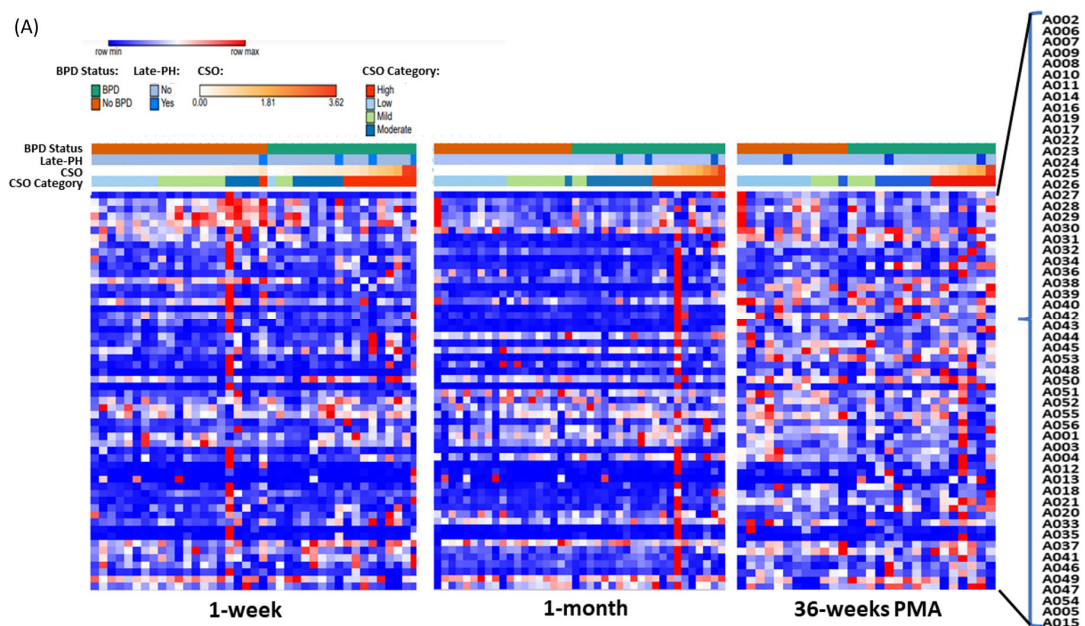 (A)
row min row max
BPD Status: Late-PH: CSO: CSO Category:
BPD No High
No BPD Yes 0.00 1.81 3.62 Low
Mild
Moderate
BPD Status
Late-PH
CSO
CSO Category
1-week 1-month 36-weeks PMA
A002
A006
A007
A009
A008
A010
A011
A014
A016
A019
A017
A022
A023
A024
A025
A026
A027
A028
A029
A030
A031
A032
A034
A036
A038
A039
A040
A042
A043
A044
A045
A053
A048
A050
A051
A052
A055
A056
A001
A003
A004
A012
A013
A018
A021
A020
A033
A035
A037
A041
A046
A049
A047
A054
A005
A015